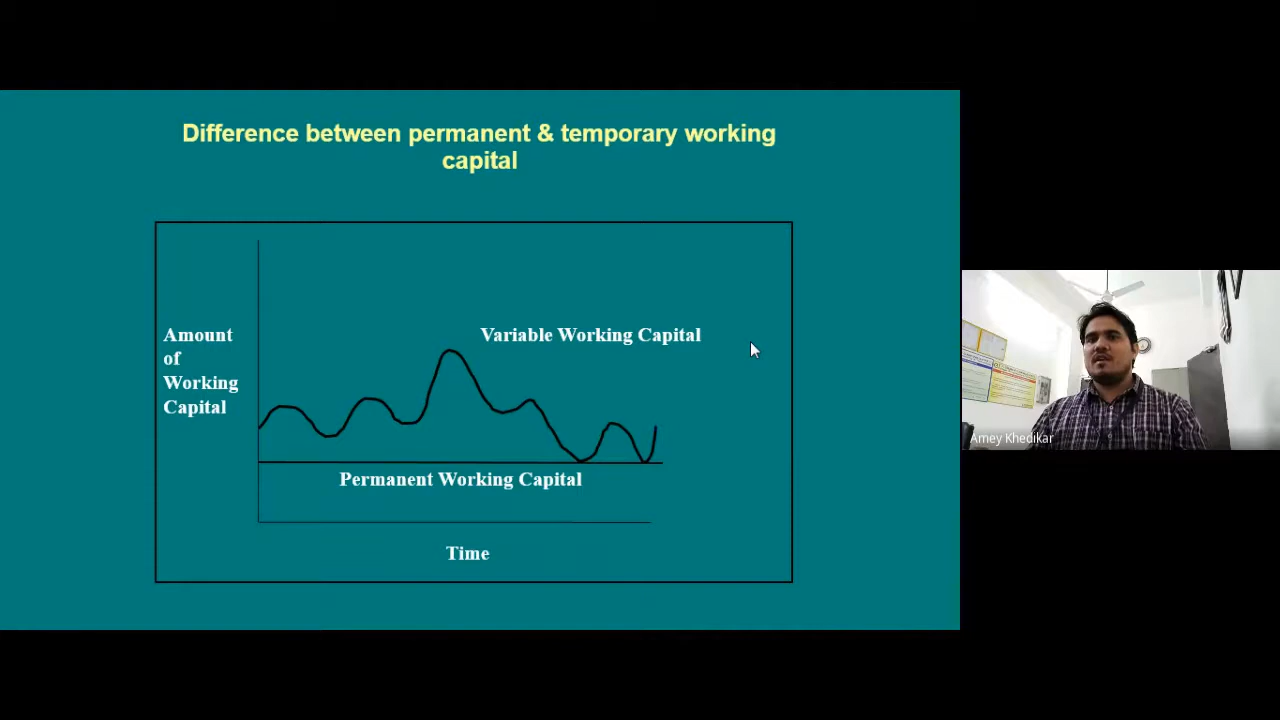 Difference between permanent & temporary working
capital
Amount
of
Working
Capital
Variable Working Capital
Permanent Working Capital
Time
Amey Khedikar